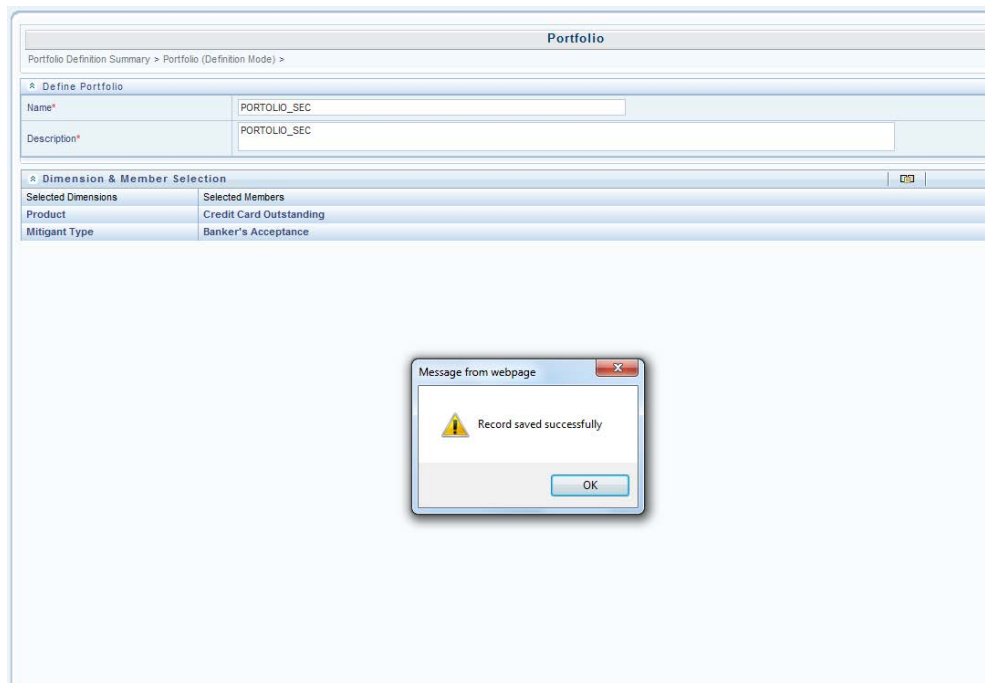 Portfolio
Portfolio Definition Summary > Portfolio (Definition Mode) >
Define Portfolio
Name* PORTOLIO_SEC
Description* PORTOLIO_SEC
Dimension & Member Selection
Selected Dimensions Selected Members
Product Credit Card Outstanding
Mitigant Type Banker's Acceptance
Message from webpage
Record saved successfully
OK